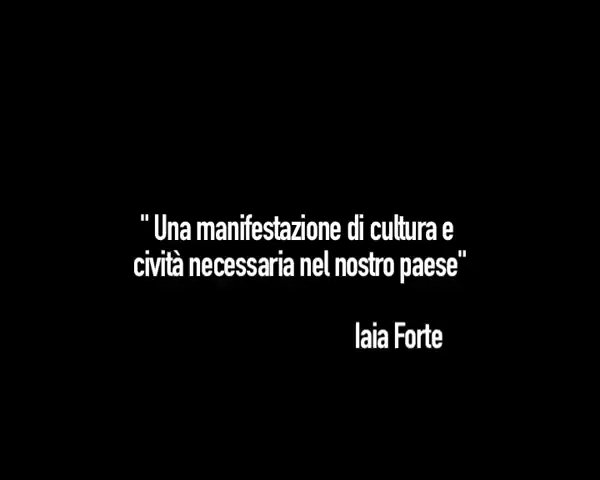 " Una manifestazione di cultura e
cività necessaria nel nostro paese"
Iaia Forte